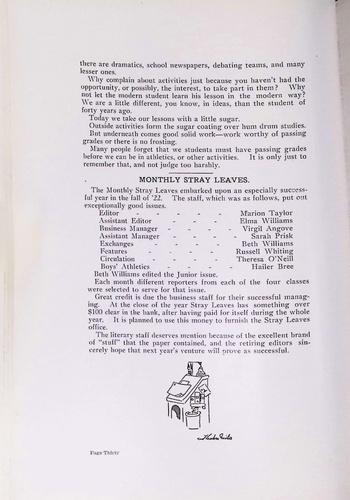 there are dramatics, school newspapers, debating teams, and many
lesser ones.
Why complain about activities just because you haven't had the
opportunity, or possibly, the interest, to take part in them? Why
not let the modern student learn his lesson in the modern way?
We are a little different, you know, in ideas, than the student of
forty years ago.
Today we take our lessons with a little sugar.
Outside activities form the sugar coating over hum drum studies.
But underneath comes good solid work—work worthy of passing
grades or there is no frosting.
Many people forget that we students must have passing grades
before we can be in athletics, or other activities. It is only just to
remember that, and not judge too harshly.
MONTHLY STRAY LEAVES.
The Monthly Stray Leaves embarked upon an especially success-
ful year in the fall of '22. The staff, which was as follows, put out
exceptionally good issues.
Editor - - - - - Marion Taylor
Assistant Editor - - - - Elma Williams
Business Manager - - - - Virgil Angove
Assistant Manager - - - - Sarah Prisk
Exchanges - - - - Beth Williams
Features - - - - Russell Whiting
Circulation - - - - Theresa O'Neill
Boys' Athletics - - - - Hailer Bree
Beth Williams edited the Junior issue.
Each month different reporters from each of the four classes
were selected to serve for that issue.
Great credit is due the business staff for their successful manag-
ing. At the close of the year Stray Leaves has something over
$100 clear in the bank, after having paid for itself during the whole
year. It is planned to use this money to furnish the Stray Leaves
office.
The literary staff deserves mention because of the excellent brand
of "stuff" that the paper contained, and the retiring editors sin-
cerely hope that next year's venture will prove as successful.
Page Thirty